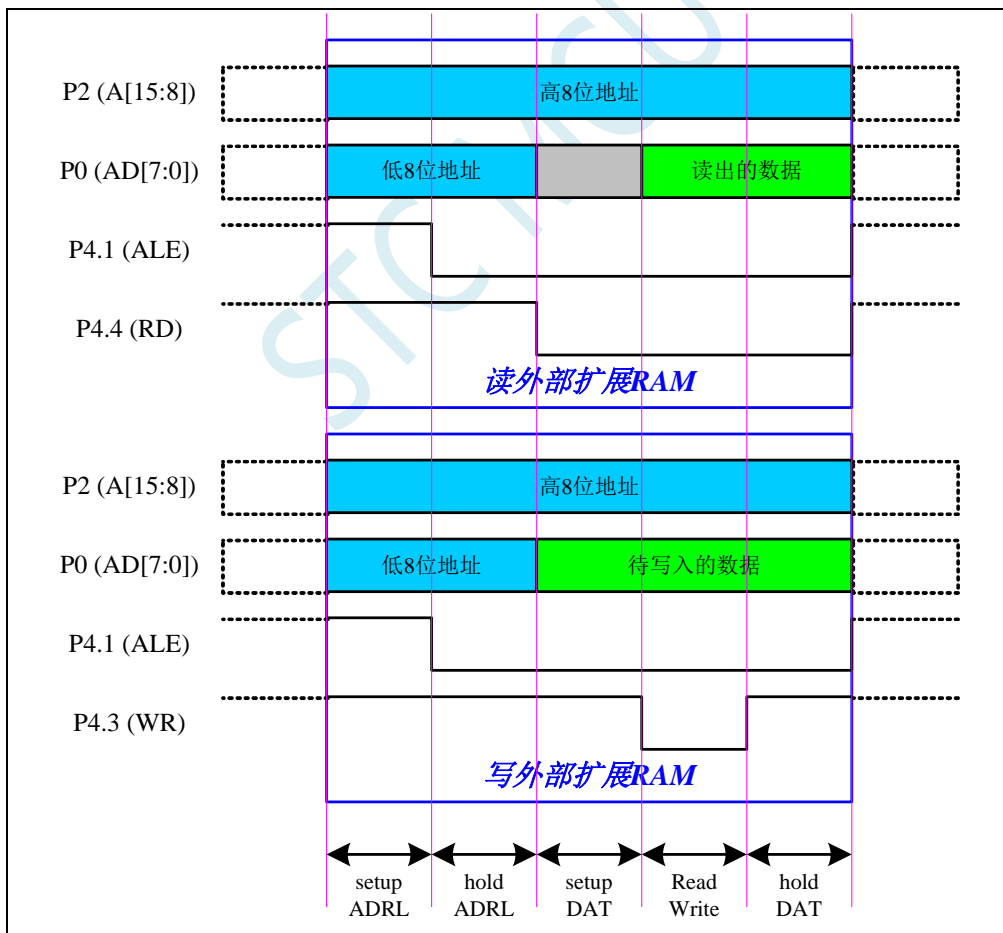 P2 (A[15:8])
高8位地址
P0 (AD[7:0])
低8位地址
读出的数据
P4.1 (ALE)
P4.4 (RD)
读外部扩展RAM
P2 (A[15:8])
高8位地址
P0 (AD[7:0])
低8位地址
待写入的数据
P4.1 (ALE)
P4.3 (WR)
写外部扩展RAM
setup
ADRL
hold
ADRL
setup
DAT
Read
Write
hold
DAT
STC MCU